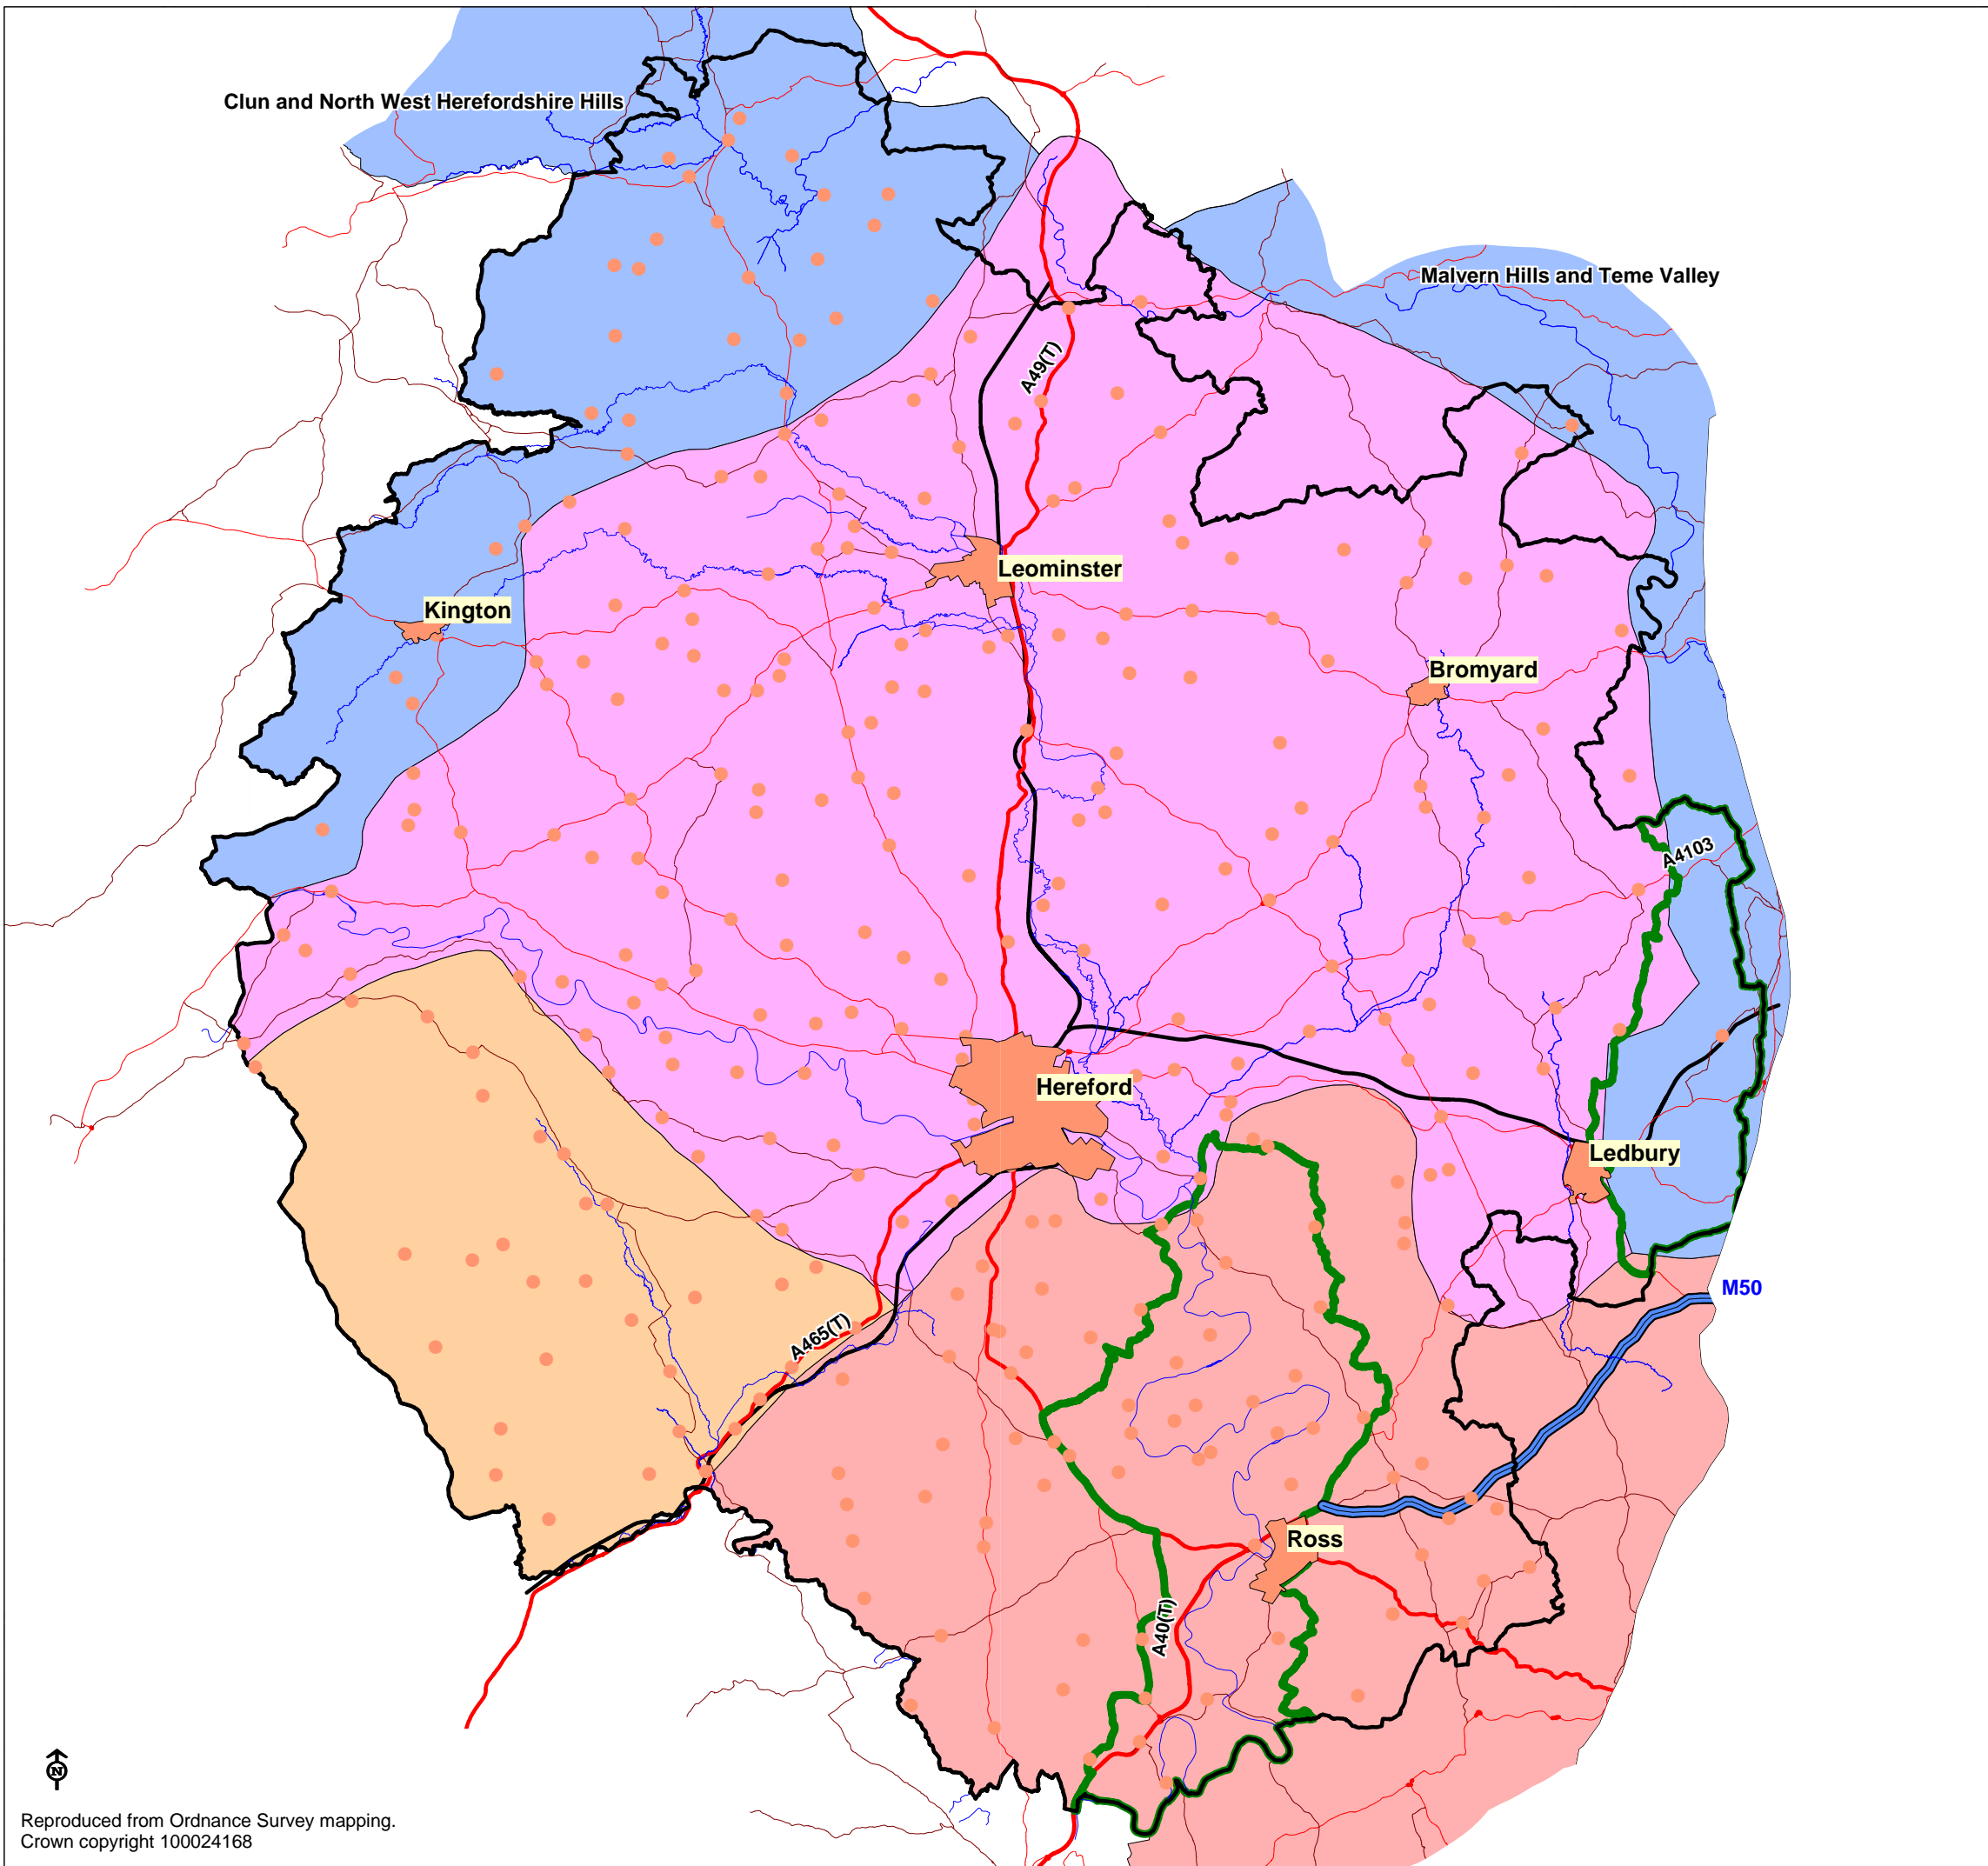 Clun and North West Herefordshire Hills
Malvern Hills and Teme Valley
A49(T)
Leominster
Kington
Bromyard
A4103
Hereford
Ledbury
M50
A465(T)
Ross
A40(T)
N
Reproduced from Ordnance Survey mapping.
Crown copyright 100024168